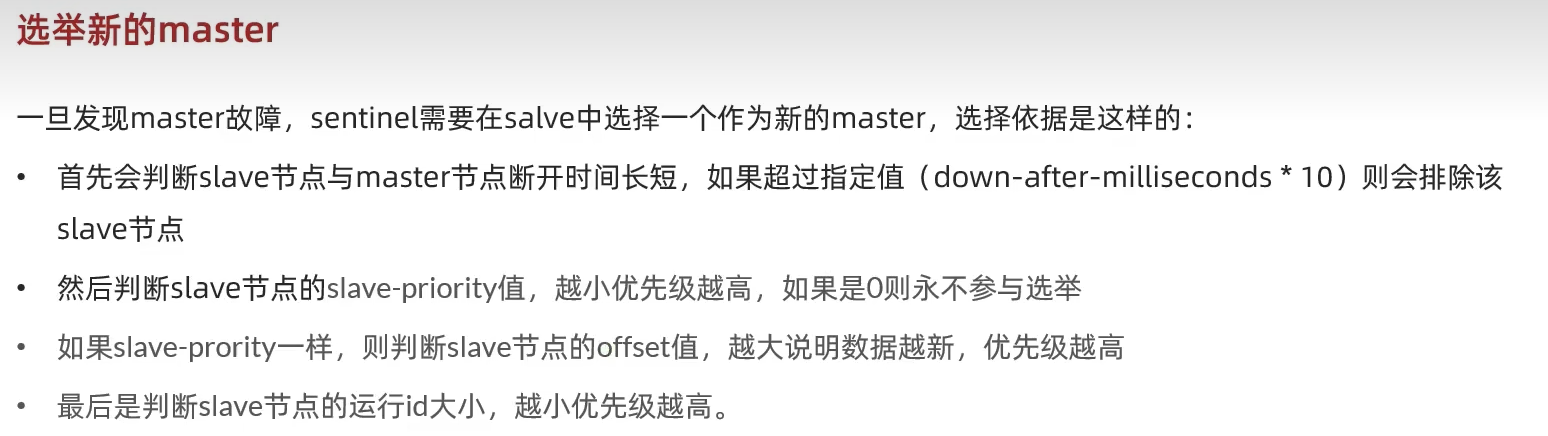 选举新的master
一旦发现master故障，sentinel需要在salve中选择一个作为新的master，选择依据是这样的：
• 首先会判断slave节点与master节点断开时间长短，如果超过指定值（down-after-milliseconds * 10）则会排除该
slave节点
• 然后判断slave节点的slave-priority值，越小优先级越高，如果是0则永不参与选举
• 如果slave-prority一样，则判断slave节点的offset值，越大说明数据越新，优先级越高
• 最后是判断slave节点的运行id大小，越小优先级越高。